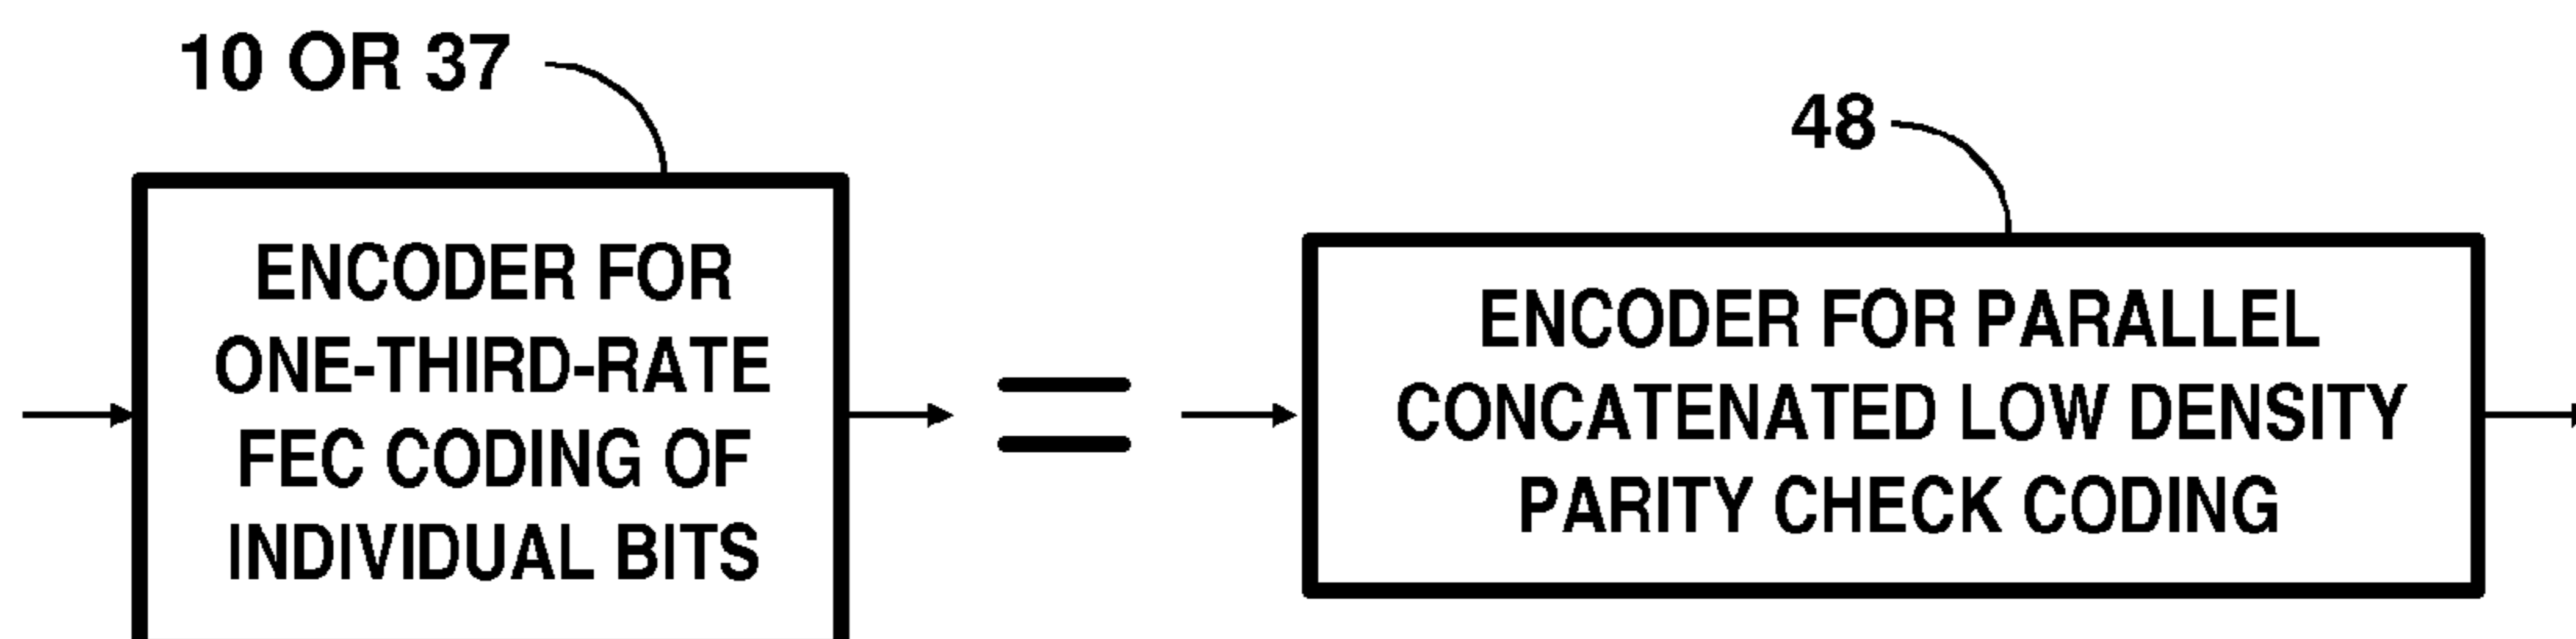 10 OR 37
ENCODER FOR
ONE-THIRD-RATE
FEC CODING OF
INDIVIDUAL BITS
=
48
ENCODER FOR PARALLEL
CONCATENATED LOW DENSITY
PARITY CHECK CODING